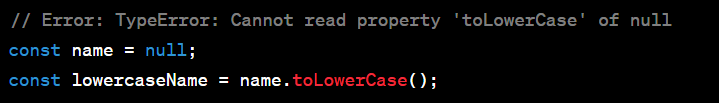 // Error: TypeError: Cannot read property 'toLowerCase' of null
const name = null;
const lowercaseName = name.toLowerCase();